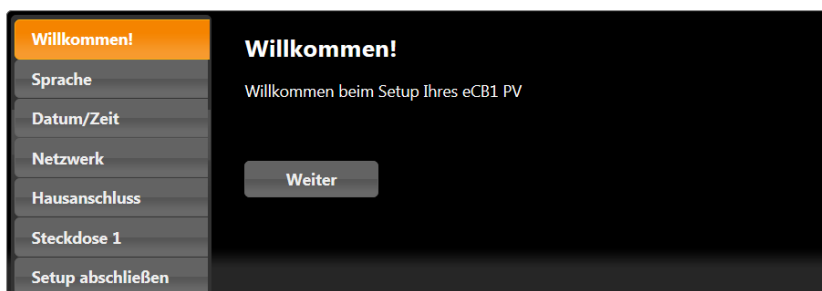 Willkommen!
Sprache
Datum/Zeit
Netzwerk
Hausanschluss
Steckdose 1
Setup abschließen
Willkommen!
Willkommen beim Setup Ihres eCB1 PV
Weiter